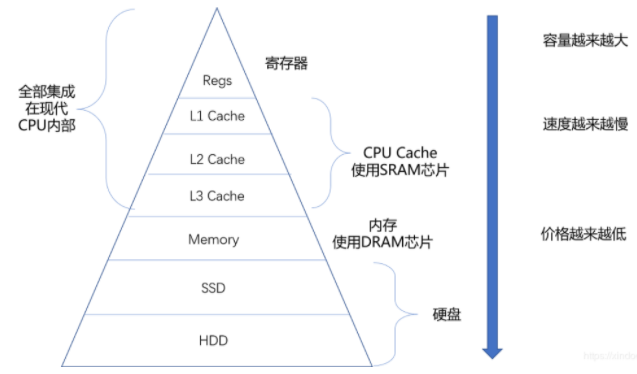 全部集成
在现代
CPU内部
Regs
寄存器
L1 Cache
L2 Cache
L3 Cache
CPU Cache
使用SRAM芯片
Memory
内存
使用DRAM芯片
SSD
HDD
硬盘
容量越来越大
速度越来越慢
价格越来越低